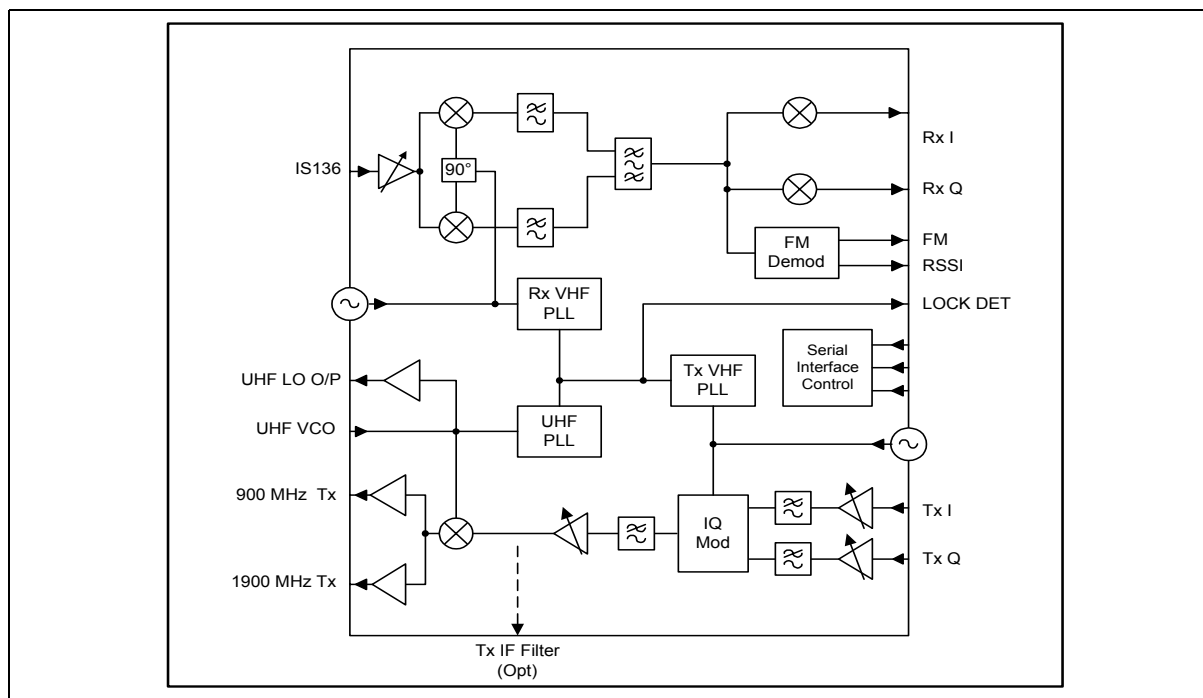 IS136
90°
Rx I
Rx Q
FM
Demod
FM
RSSI
Rx VHF
PLL
LOCK DET
Serial
Interface
Control
UHF LO O/P
Tx VHF
PLL
UHF VCO
UHF
PLL
900 MHz Tx
IQ
Mod
Tx I
Tx Q
1900 MHz Tx
Tx IF Filter
(Opt)